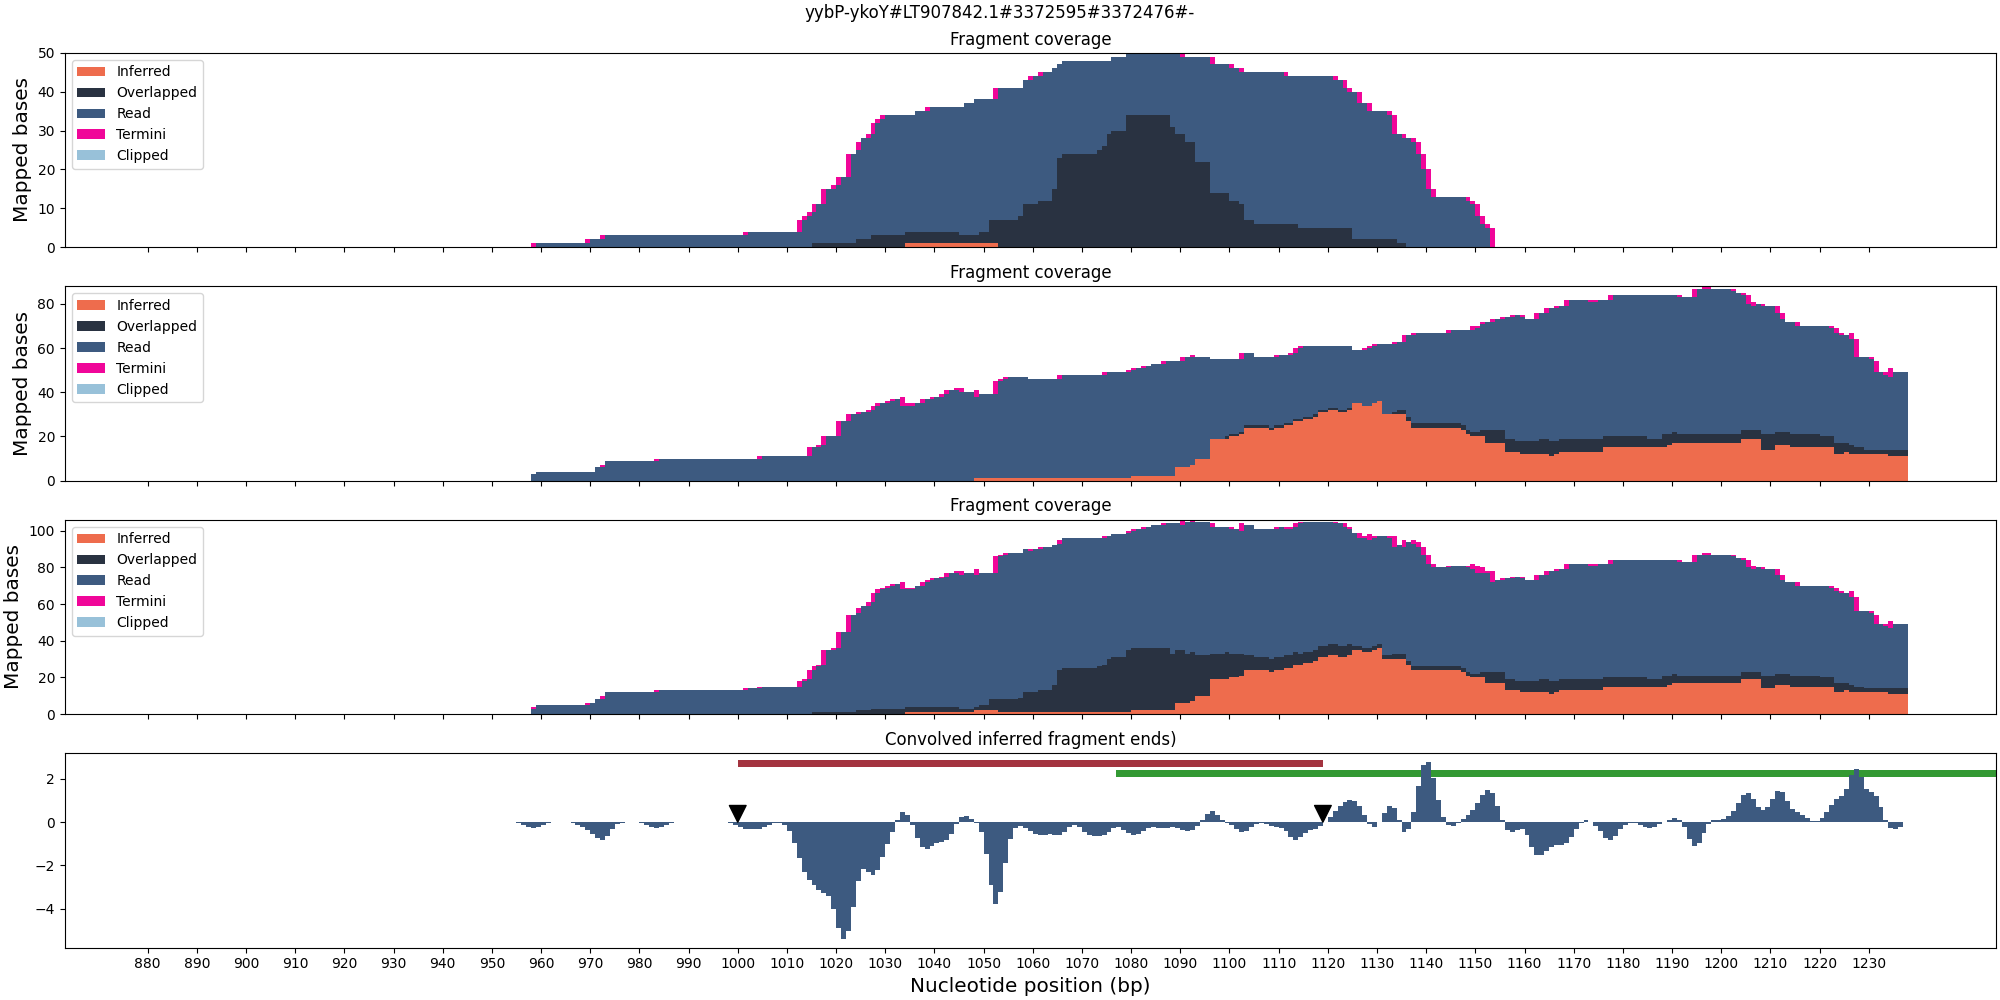 yybP-ykoY#LT907842.1#3372595#3372476#-
Fragment coverage
Mapped bases
50
40
30
20
10
0
Inferred
Overlapped
Read
Termini
Clipped
Fragment coverage
Mapped bases
80
60
40
20
0
Inferred
Overlapped
Read
Termini
Clipped
Fragment coverage
Mapped bases
100
80
60
40
20
0
Inferred
Overlapped
Read
Termini
Clipped
Convolved inferred fragment ends)
2
0
−2
−4
880 890 900 910 920 930 940 950 960 970 980 990 1000 1010 1020 1030 1040 1050 1060 1070 1080 1090 1100 1110 1120 1130 1140 1150 1160 1170 1180 1190 1200 1210 1220 1230
Nucleotide position (bp)